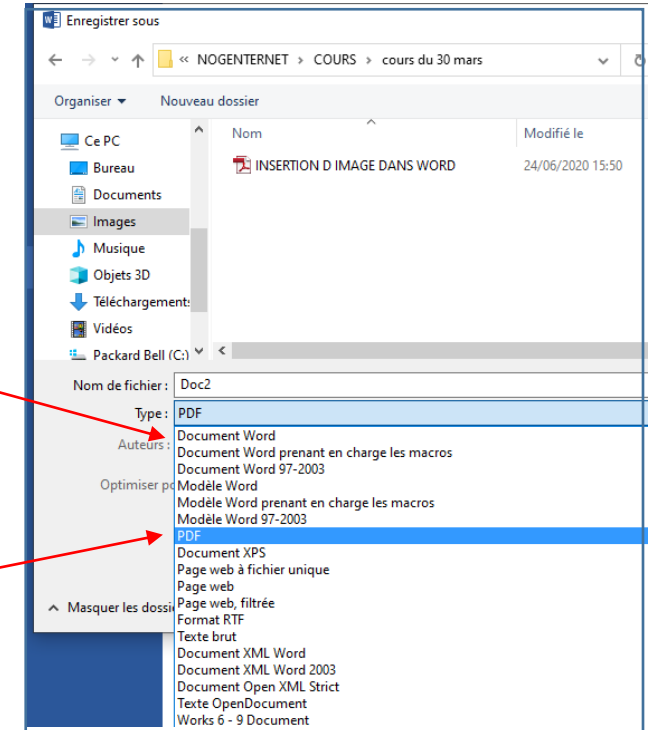 Enregistrer sous
« NOGENTERNET > COURS > cours du 30 mars
Organiser Nouveau dossier
Nom Modifié le
Ce PC
INSERTION D IMAGE DANS WORD 24/06/2020 15:50
Bureau
Documents
Images
Musique
Objets 3D
Téléchargement
Vidéos
Packard Bell (C:)
Nom de fichier : Doc2
Type : PDF
Auteurs :
Document Word
Document Word prenant en charge les macros
Document Word 97-2003
Optimiser po
Modèle Word
Modèle Word prenant en charge les macros
Modèle Word 97-2003
PDF
Document XPS
Page web à fichier unique
Page web
Masquer les dossi
Page web, filtrée
Format RTF
Texte brut
Document XML Word
Document XML Word 2003
Document Open XML Strict
Texte OpenDocument
Works 6 - 9 Document